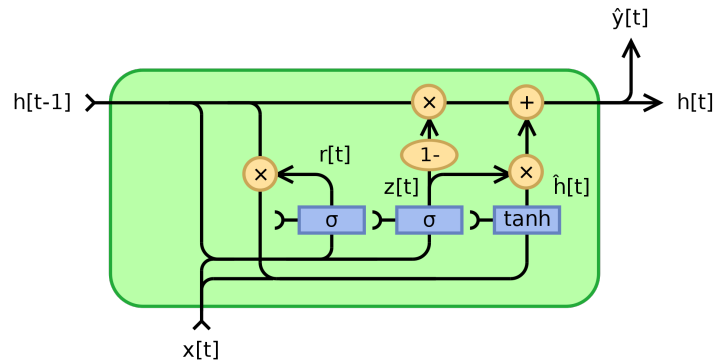 ŷ[t]
h[t-1]
×
+
h[t]
1-
r[t]
×
z[t]
×
ĥ[t]
σ
σ
tanh
x[t]